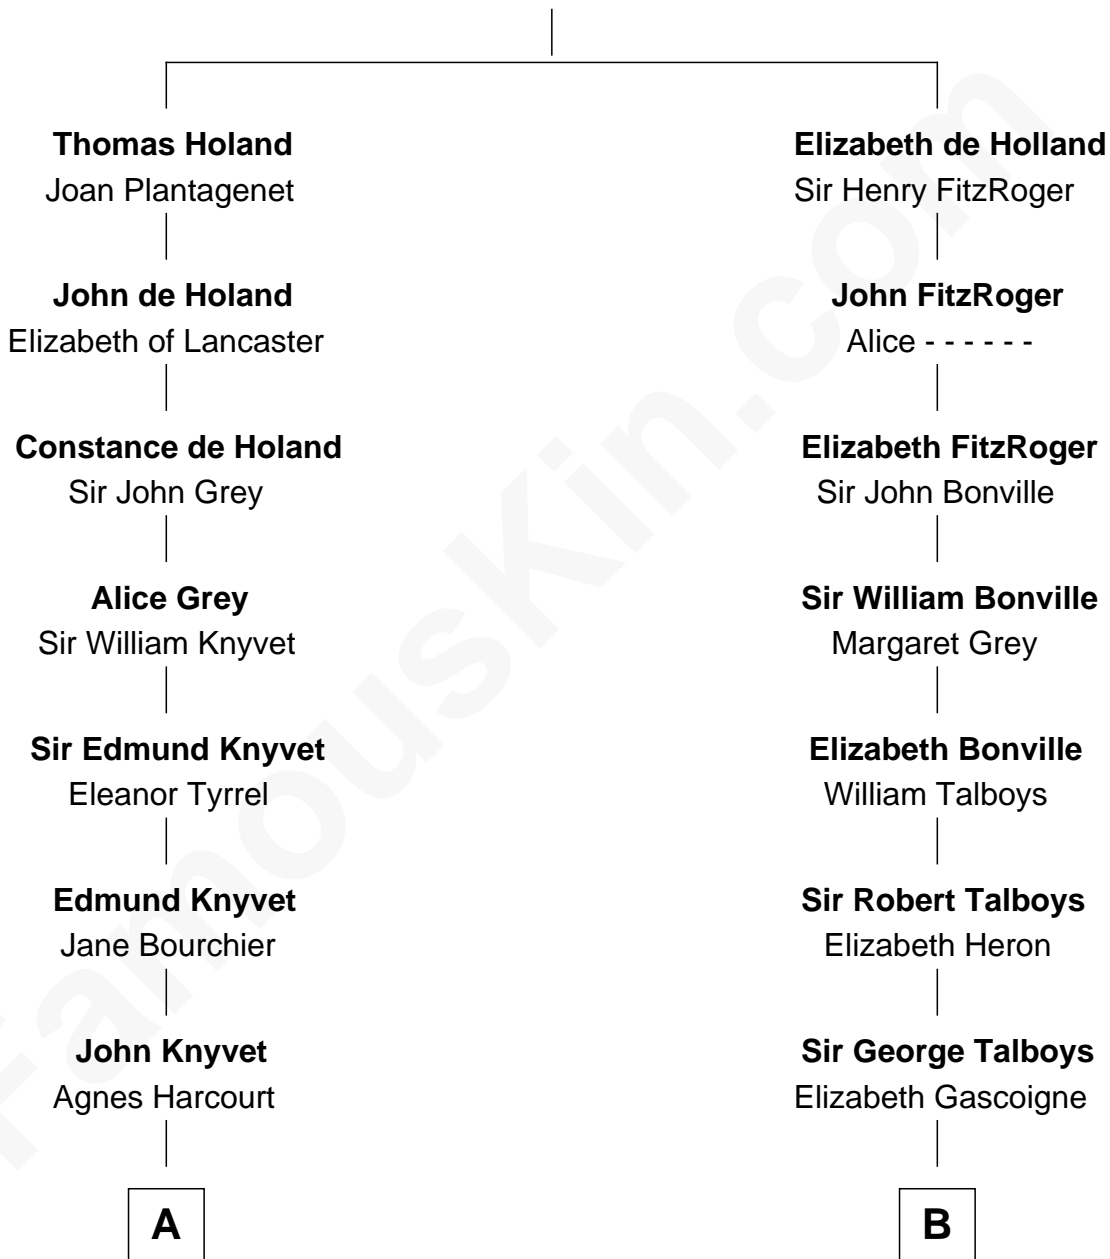 Thomas Holand
Joan Plantagenet
John de Holand
Elizabeth of Lancaster
Constance de Holand
Sir John Grey
Alice Grey
Sir William Knyvet
Sir Edmund Knyvet
Eleanor Tyrrel
Edmund Knyvet
Jane Bourchier
John Knyvet
Agnes Harcourt
A
Elizabeth de Holland
Sir Henry FitzRoger
John FitzRoger
Alice - - - - - -
Elizabeth FitzRoger
Sir John Bonville
Sir William Bonville
Margaret Grey
Elizabeth Bonville
William Talboys
Sir Robert Talboys
Elizabeth Heron
Sir George Talboys
Elizabeth Gascoigne
B
FamousKin.com